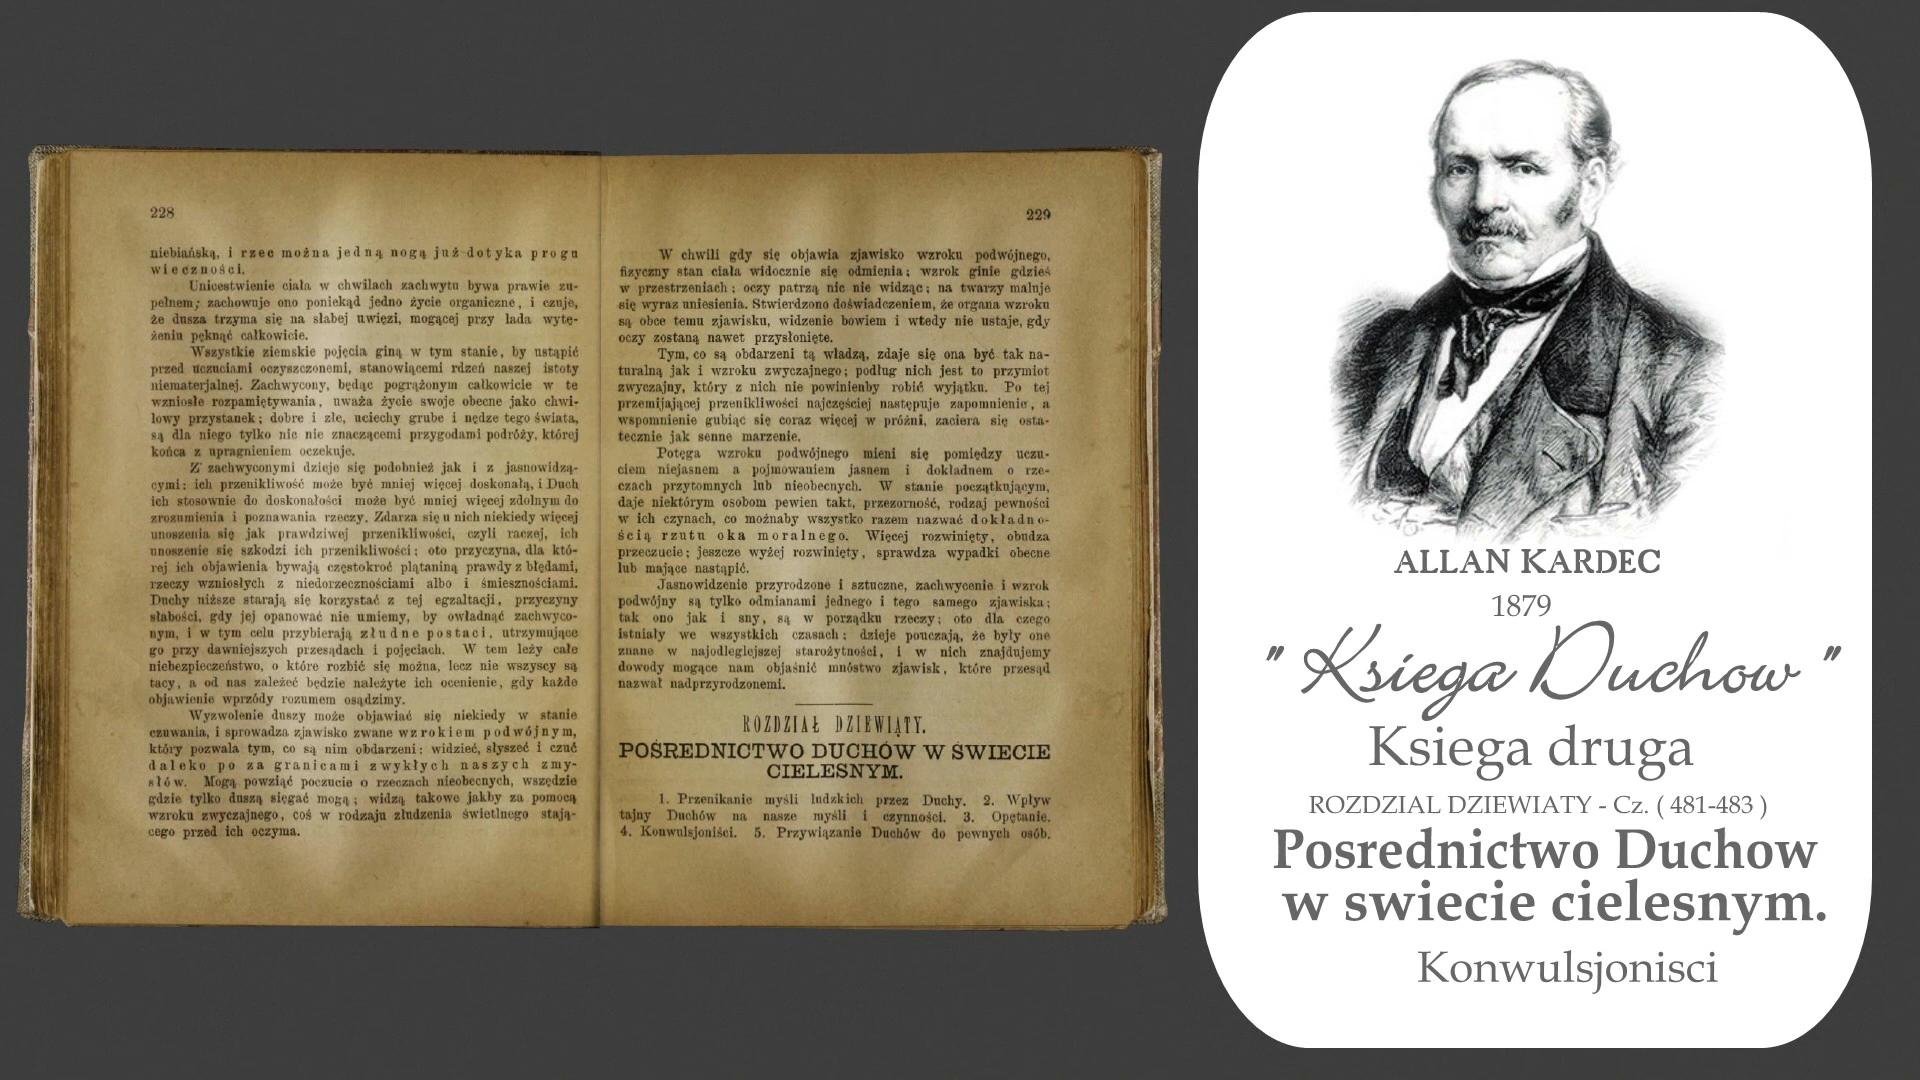 228
niebiańską, i rzec można jedną nogą już dotyka progu
wieczności.
Unicestwienie ciała w chwilach zachwytu bywa prawie zu-
pełnem; zachowuje ono poniekąd jedno życie organiczne, i czuje,
że dusza trzyma się na słabej uwięzi, mogącej przy lada wytę-
żeniu pęknąć całkowicie.
Wszystkie ziemskie pojęcia giną w tym stanie, by ustąpić
przed uczuciami oczyszczonemi, stanowiącemi rdzeń naszej istoty
niematerjalnej. Zachwycony, będąc pogrążonym całkowicie w te
wzniosłe rozpamiętywania, uważa życie swoje obecne jako chwi-
lowy przystanek; dobre i złe, uciechy grube i nędze tego świata,
są dla niego tylko nic nie znaczącemi przygodami podróży, której
końca z upragnieniem oczekuje.
Z zachwyconymi dzieje się podobnież jak i z jasnowidzą-
cymi: ich przenikliwość może być mniej więcej doskonałą, i Duch
ich stosownie do doskonałości może być mniej więcej zdolnym do
zrozumienia i poznawania rzeczy. Zdarza się u nich niekiedy więcej
unoszenia się jak prawdziwej przenikliwości, czyli raczej, ich
unoszenie się szkodzi ich przenikliwości; oto przyczyna, dla któ-
rej ich objawienia bywają częstokroć plątaniną prawdy z błędami,
rzeczy wzniosłych z niedorzecznościami albo i śmiesznościami.
Duchy niższe starają się korzystać z tej egzaltacji, przyczyny
słabości, gdy jej opanować nie umiemy, by owładnąć zachwyco-
nym, i w tym celu przybierają złudne postaci, utrzymujące
go przy dawniejszych przesądach i pojęciach. W tem leży całe
niebezpieczeństwo, o które rozbić się można, lecz nie wszyscy są
tacy, a od nas zależeć będzie należyte ich ocenienie, gdy każde
objawienie wprzódy rozumem osądzimy.
Wyzwolenie duszy może objawiać się niekiedy w stanie
czuwania, i sprowadza zjawisko zwane wzrokiem podwójnym,
który pozwala tym, co są nim obdarzeni: widzieć, słyszeć i czuć
daleko po za granicami zwykłych naszych zmy-
słów. Mogą powziąć poczucie o rzeczach nieobecnych, wszędzie
gdzie tylko duszą sięgać mogą; widzą takowe jakby za pomocą
wzroku zwyczajnego, coś w rodzaju złudzenia świetlnego stają-
cego przed ich oczyma.
229
W chwili gdy się objawia zjawisko wzroku podwójnego,
fizyczny stan ciała widocznie się odmienia; wzrok ginie gdzieś
w przestrzeniach; oczy patrzą nic nie widząc; na twarzy maluje
się wyraz uniesienia. Stwierdzono doświadczeniem, że organa wzroku
są obce temu zjawisku, widzenie bowiem i wtedy nie ustaje, gdy
oczy zostaną nawet przysłonięte.
Tym, co są obdarzeni tą władzą, zdaje się ona być tak na-
turalną jak i wzroku zwyczajnego; podług nich jest to przymiot
zwyczajny, który z nich nie powinienby robić wyjątku. Po tej
przemijającej przenikliwości najczęściej następuje zapomnienie, a
wspomnienie gubiąc się coraz więcej w próżni, zaciera się osta-
tecznie jak senne marzenie.
Potęga wzroku podwójnego mieni się pomiędzy uczu-
ciem niejasnem a pojmowaniem jasnem i dokładnem o rze-
czach przytomnych lub nieobecnych. W stanie początkującym,
daje niektórym osobom pewien takt, przezorność, rodzaj pewności
w ich czynach, co możnaby wszystko razem nazwać dokładno-
ścią rzutu oka moralnego. Więcej rozwinięty, obudza
przeczucie; jeszcze wyżej rozwinięty, sprawdza wypadki obecne
lub mające nastąpić.
Jasnowidzenie przyrodzone i sztuczne, zachwycenie i wzrok
podwójny są tylko odmianami jednego i tego samego zjawiska;
tak ono jak i sny, są w porządku rzeczy; oto dla czego
istniały we wszystkich czasach; dzieje pouczają, że były one
znane w najodleglejszej starożytności, i w nich znajdujemy
dowody mogące nam objaśnić mnóstwo zjawisk, które przesąd
nazwał nadprzyrodzonemi.
ROZDZIAŁ DZIEWIĄTY.
POŚREDNICTWO DUCHÓW W ŚWIECIE
CIELESNYM.
1. Przenikanie myśli ludzkich przez Duchy. 2. Wpływ
tajny Duchów na nasze myśli i czynności. 3. Opętanie.
4. Konwulsjoniści. 5. Przywiązanie Duchów do pewnych osób.
ALLAN KARDEC
1879
" Ksiega Duchow "
Ksiega druga
ROZDZIAL DZIEWIATY - Cz. ( 481-483 )
Posrednictwo Duchow
w swiecie cielesnym.
Konwulsjonisci